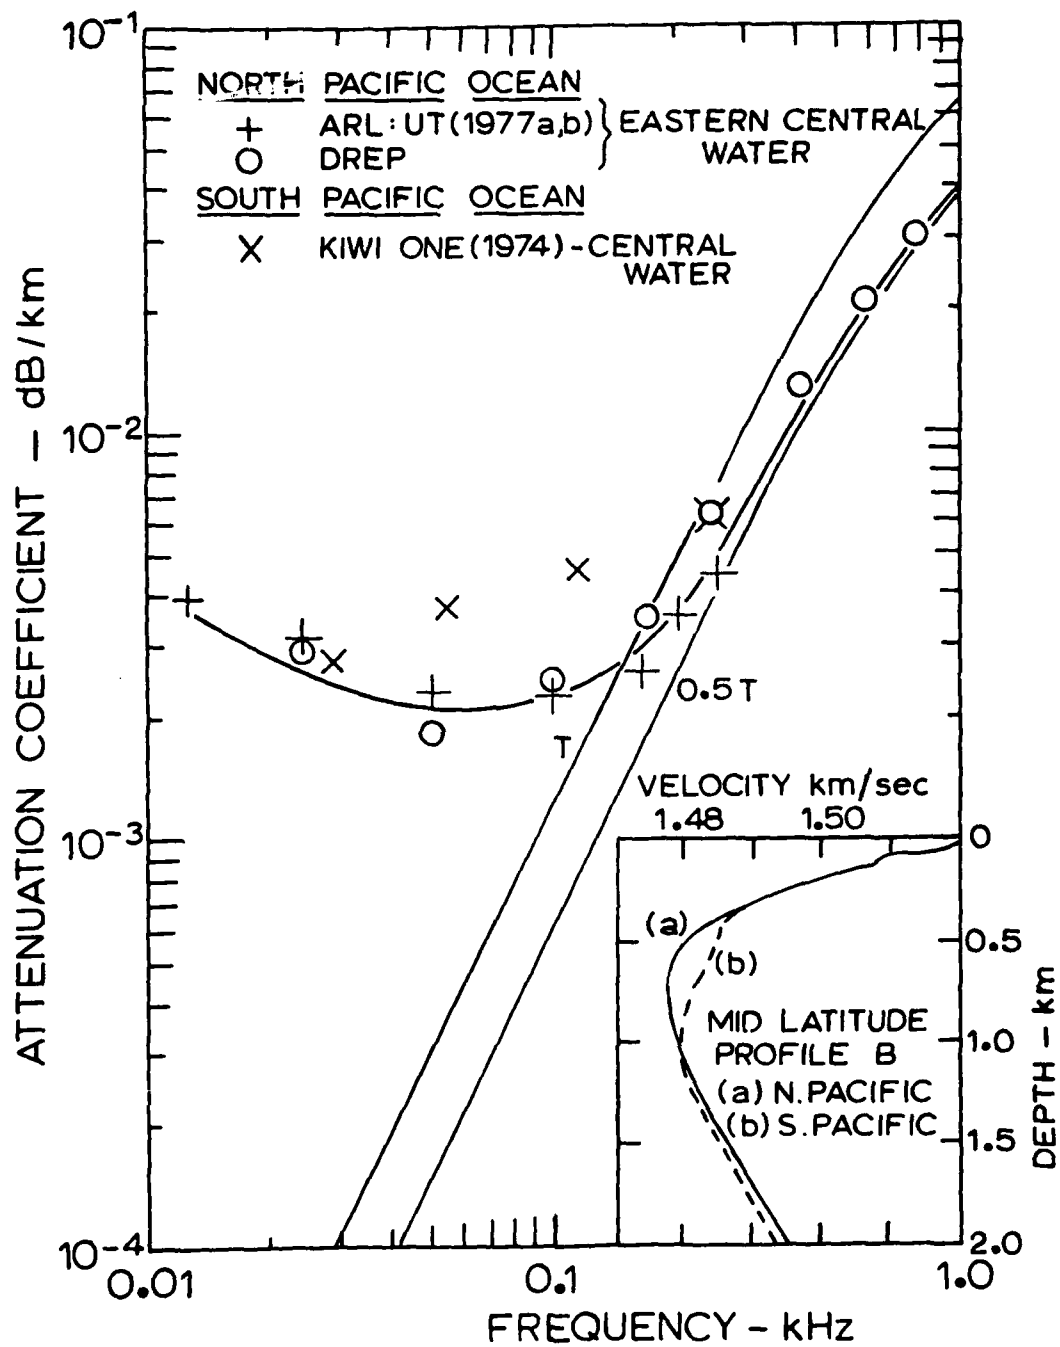 10⁻¹
NORTH PACIFIC OCEAN
+ ARL:UT(1977a,b) } EASTERN CENTRAL
O DREP WATER
SOUTH PACIFIC OCEAN
X KIWI ONE(1974)-CENTRAL
WATER
ATTENUATION COEFFICIENT — dB/km
10⁻²
10⁻³
10⁻⁴
T
0.5T
VELOCITY km/sec
1.48 1.50
0
0.5
1.0
1.5
2.0
DEPTH – km
(a)
(b)
MID LATITUDE
PROFILE B
(a) N.PACIFIC
(b) S.PACIFIC
0.01 0.1 1.0
FREQUENCY – kHz